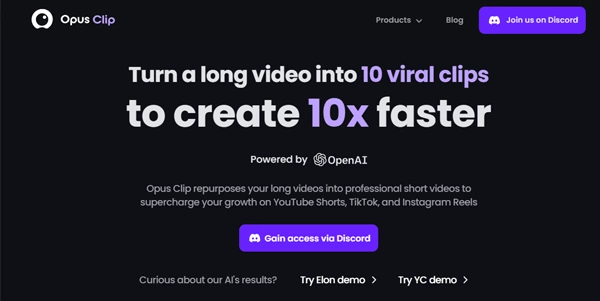 Opus Clip
Products
Blog
Join us on Discord
Turn a long video into 10 viral clips
to create 10x faster
Powered by OpenAI
Opus Clip repurposes your long videos into professional short videos to
supercharge your growth on YouTube Shorts, TikTok, and Instagram Reels
Gain access via Discord
Curious about our AI's results? Try Elon demo Try YC demo